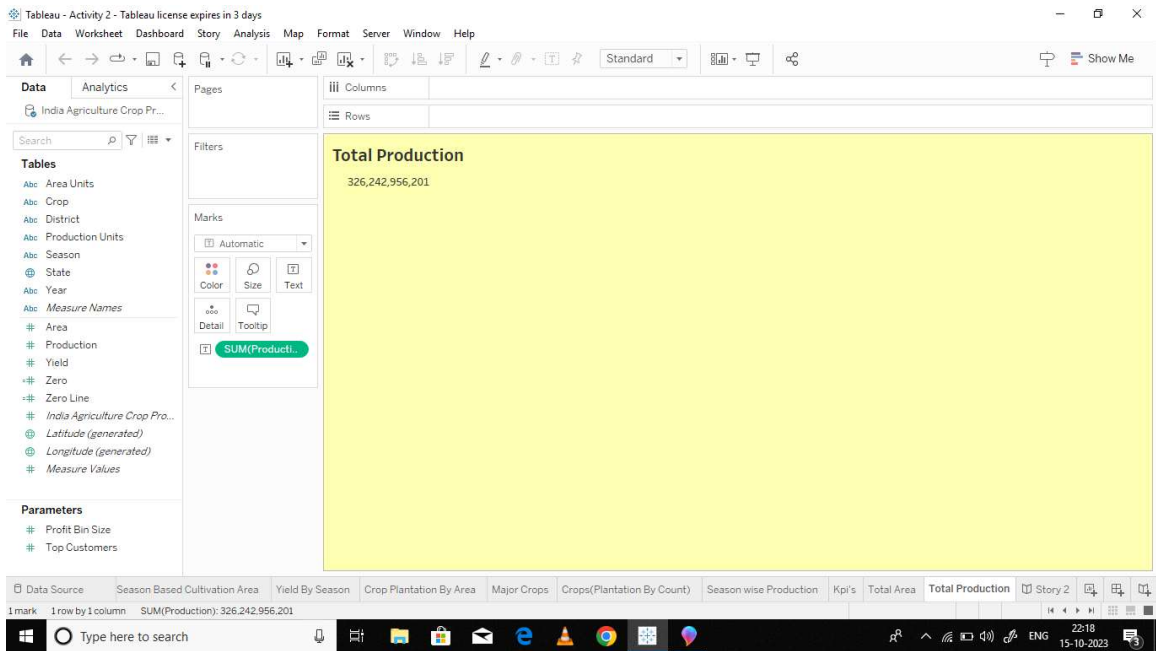 Tableau - Activity 2 - Tableau license expires in 3 days
File Data Worksheet Dashboard Story Analysis Map Format Server Window Help
Standard
Show Me
Data Analytics
India Agriculture Crop Pr...
Search
Tables
Abc Area Units
Abc Crop
Abc District
Abc Production Units
Abc Season
State
Abc Year
Abc Measure Names
# Area
# Production
# Yield
=# Zero
=# Zero Line
# India Agriculture Crop Pro...
Latitude (generated)
Longitude (generated)
# Measure Values
Parameters
# Profit Bin Size
# Top Customers
Pages
Filters
Marks
T Automatic
Color Size Text
Detail Tooltip
T SUM(Producti..
Columns
Rows
Total Production
326,242,956,201
Data Source Season Based Cultivation Area Yield By Season Crop Plantation By Area Major Crops Crops(Plantation By Count) Season wise Production Kpi's Total Area Total Production Story 2
1 mark 1 row by 1 column SUM(Production): 326,242,956,201
Type here to search
ENG
22:18
15-10-2023
3